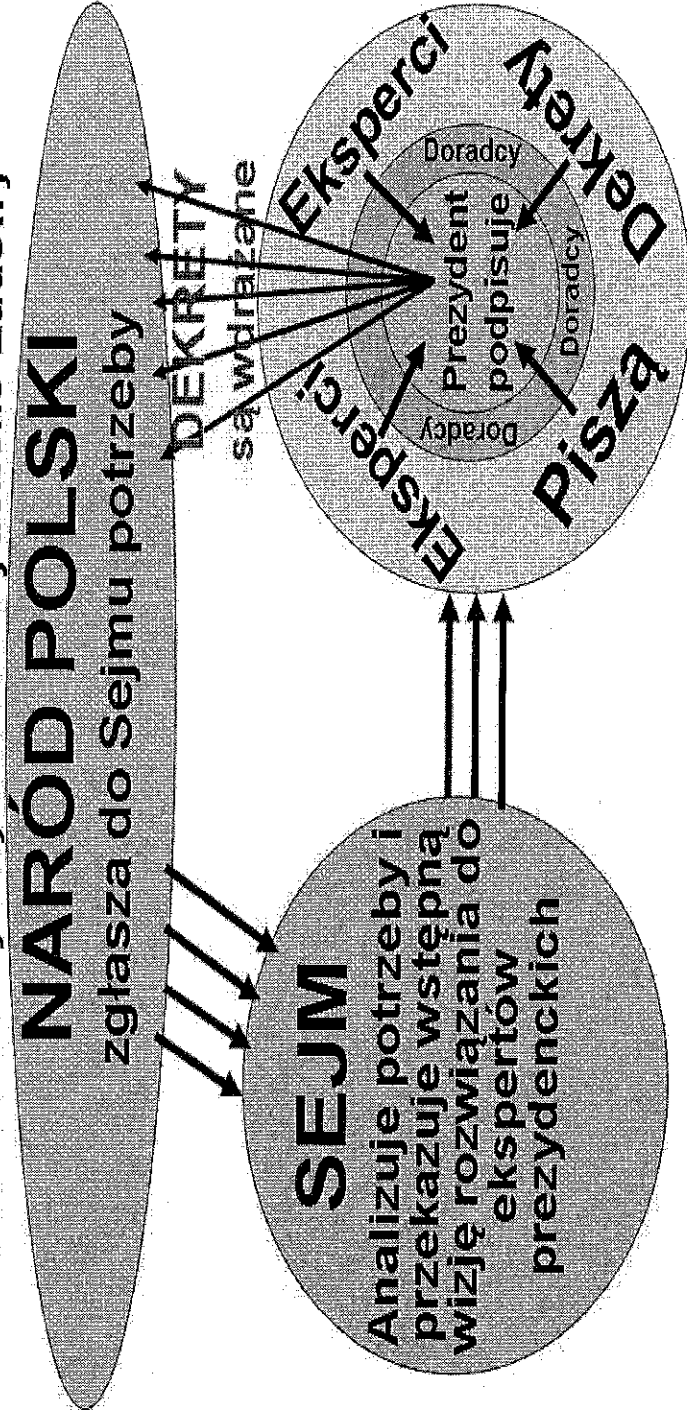 NARÓD POLSKI
zgłasza do Sejmu potrzeby
DEKRETY
są wdrażane
SEJM
Analizuje potrzeby i
przekazuje wstępną
wizję rozwiązania do
ekspertów
prezydenckich
Eksperci
Eksperci
Piszą
Dekrety
Doradcy
Doradcy
Doradcy
Prezydent
podpisuje